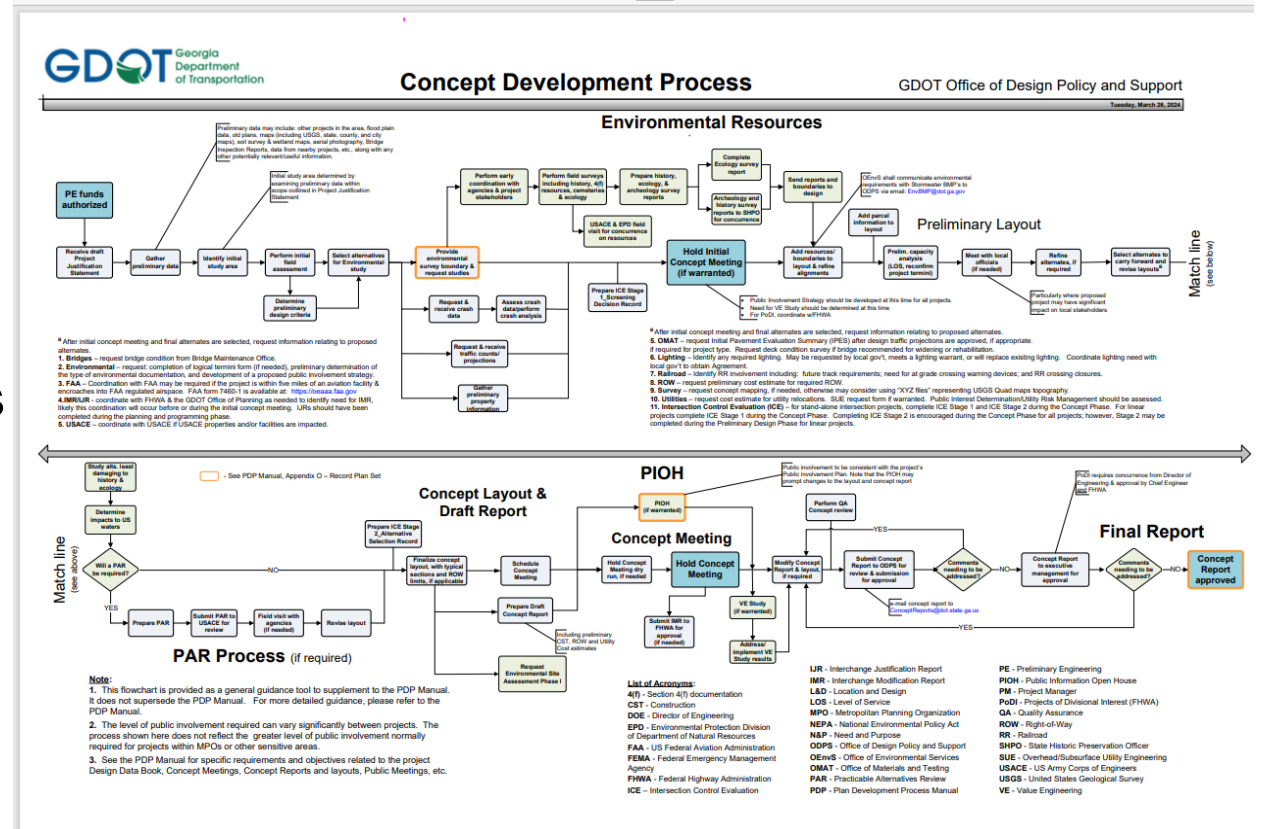 GDOT
Georgia
Department
of Transportation
Concept Development Process
GDOT Office of Design Policy and Support
Tuesday, March 26, 2024
Environmental Resources
Preliminary data may include: other projects in the area, flood plain
data, old plans, maps (including USGS, state, county, and city
maps), soil survey & wetland maps, aerial photography, Bridge
Inspection Reports, data from nearby projects, etc., along with any
other potentially relevant/useful information.
Initial study area determined by
examining preliminary data within
scope outlined in Project Justification
Statement
PE funds
authorized
Receive draft
Project
Justification
Statement
Gather
preliminary data
Identify initial
study area
Perform initial
field
assessment
Determine
preliminary
design criteria
Select alternatives
for Environmental
study
Provide
environmental
survey boundary &
request studies
Perform early
coordination with
agencies & project
stakeholders
Perform field surveys
including history, 4(f)
resources, cemeteries
& ecology
USACE & EPD field
visit for concurrence
on resources
Prepare history,
ecology, &
archeology survey
reports
Complete
Ecology survey
report
Archeology and
history survey
reports to SHPO
for concurrence
Send reports and
boundaries to
design
OEnvS shall communicate environmental
requirements with Stormwater BMP's to
ODPS via email: EnvBMP@dot.ga.gov
Request &
receive crash
data
Assess crash
data/perform
crash analysis
Request & receive
traffic counts/
projections
Gather
preliminary
property
information
Prepare ICE Stage
1_Screening
Decision Record
Hold Initial
Concept Meeting
(if warranted)
• Public Involvement Strategy should be developed at this time for all projects.
• Need for VE Study should be determined at this time
• For PoDI, coordinate w/FHWA
Preliminary Layout
Add resources/
boundaries to
layout & refine
alignments
Add parcel
information to
layout
Prelim. capacity
analysis
(LOS, reconfirm
project termini)
Meet with local
officials
(if needed)
Particularly where proposed
project may have significant
impact on local stakeholders
Refine
alternates, if
required
Select alternates to
carry forward and
revise layouts ª
Match line
(see below)
ª After initial concept meeting and final alternates are selected, request information relating to proposed
alternates.
1. Bridges – request bridge condition from Bridge Maintenance Office.
2. Environmental – request: completion of logical termini form (if needed), preliminary determination of
the type of environmental documentation, and development of a proposed public involvement strategy.
3. FAA – Coordination with FAA may be required if the project is within five miles of an aviation facility &
encroaches into FAA regulated airspace. FAA form 7460-1 is available at: https://oeaaa.faa.gov
4.IMR/IJR - coordinate with FHWA & the GDOT Office of Planning as needed to identify need for IMR,
likely this coordination will occur before or during the initial concept meeting. IJRs should have been
completed during the planning and programming phase.
5. USACE – coordinate with USACE if USACE properties and/or facilities are impacted.
ª After initial concept meeting and final alternates are selected, request information relating to proposed alternates.
5. OMAT – request Initial Pavement Evaluation Summary (IPES) after design traffic projections are approved, if appropriate.
if required for project type. Request deck condition survey if bridge recommended for widening or rehabilitation.
6. Lighting – Identify any required lighting. May be requested by local gov't, meets a lighting warrant, or will replace existing lighting. Coordinate lighting need with
local gov't to obtain Agreement.
7. Railroad – Identify RR involvement including: future track requirements; need for at grade crossing warning devices; and RR crossing closures.
8. ROW – request preliminary cost estimate for required ROW.
9. Survey – request concept mapping, if needed, otherwise may consider using "XYZ files" representing USGS Quad maps topography.
10. Utilities – request cost estimate for utility relocations. SUE request form if warranted. Public Interest Determination/Utility Risk Management should be assessed.
11. Intersection Control Evaluation (ICE) – for stand-alone intersection projects, complete ICE Stage 1 and ICE Stage 2 during the Concept Phase. For linear
projects complete ICE Stage 1 during the Concept Phase. Completing ICE Stage 2 is encouraged during the Concept Phase for all projects; however, Stage 2 may be
completed during the Preliminary Design Phase for linear projects.
Match line
(see above)
Study alts. least
damaging to
history &
ecology
Determine
impacts to US
waters
Will a PAR
be required?
NO
YES
Prepare PAR
Submit PAR to
USACE for
review
Field visit with
agencies
(if needed)
Revise layout
PAR Process (if required)
- See PDP Manual, Appendix O – Record Plan Set
Concept Layout &
Draft Report
Prepare ICE Stage
2_Alternative
Selection Record
Finalize concept
layout, with typical
sections and ROW
limits, if applicable
Schedule
Concept
Meeting
Prepare Draft
Concept Report
Including preliminary
CST, ROW and Utility
Cost estimates
Request
Environmental Site
Assessment Phase I
PIOH
PIOH
(if warranted)
Public involvement to be consistent with the project's
Public Involvement Plan. Note that the PIOH may
prompt changes to the layout and concept report
Concept Meeting
Hold Concept
Meeting dry
run, if needed
Hold Concept
Meeting
Submit IMR to
FHWA for
approval
(if needed)
VE Study
(if warranted)
Address/
implement VE
Study results
Modify Concept
Report & layout,
if required
Perform QA
Concept review
YES
Submit Concept
Report to ODPS for
review & submission
for approval
e-mail concept report to
ConceptReports@dot.state.ga.us
Comments
needing to be
addressed?
NO
Concept Report
to executive
management for
approval
PoDI requires concurrence from Director of
Engineering & approval by Chief Engineer
and FHWA
Final Report
Comments
needing to be
addressed?
NO
YES
Concept
Report
approved
Note:
1. This flowchart is provided as a general guidance tool to supplement to the PDP Manual.
It does not supersede the PDP Manual. For more detailed guidance, please refer to the
PDP Manual.
2. The level of public involvement required can vary significantly between projects. The
process shown here does not reflect the greater level of public involvement normally
required for projects within MPOs or other sensitive areas.
3. See the PDP Manual for specific requirements and objectives related to the project
Design Data Book, Concept Meetings, Concept Reports and layouts, Public Meetings, etc.
List of Acronyms:
4(f) - Section 4(f) documentation
CST - Construction
DOE - Director of Engineering
EPD - Environmental Protection Division
of Department of Natural Resources
FAA - US Federal Aviation Administration
FEMA - Federal Emergency Management
Agency
FHWA - Federal Highway Administration
ICE – Intersection Control Evaluation
IJR - Interchange Justification Report
IMR - Interchange Modification Report
L&D - Location and Design
LOS - Level of Service
MPO - Metropolitan Planning Organization
NEPA - National Environmental Policy Act
N&P - Need and Purpose
ODPS - Office of Design Policy and Support
OEnvS - Office of Environmental Services
OMAT - Office of Materials and Testing
PAR - Practicable Alternatives Review
PDP - Plan Development Process Manual
PE - Preliminary Engineering
PIOH - Public Information Open House
PM - Project Manager
PoDI - Projects of Divisional Interest (FHWA)
QA - Quality Assurance
ROW - Right-of-Way
RR - Railroad
SHPO - State Historic Preservation Officer
SUE - Overhead/Subsurface Utility Engineering
USACE - US Army Corps of Engineers
USGS - United States Geological Survey
VE - Value Engineering